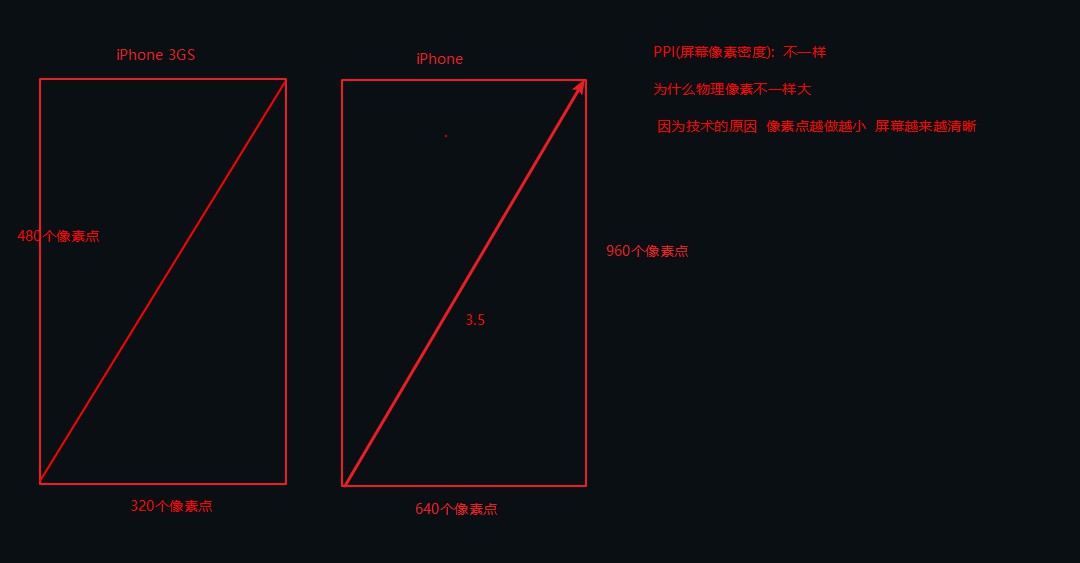 iPhone 3GS
480个像素点
320个像素点
iPhone
3.5
960个像素点
640个像素点
PPI(屏幕像素密度): 不一样
为什么物理像素不一样大
因为技术的原因 像素点越做越小 屏幕越来越清晰